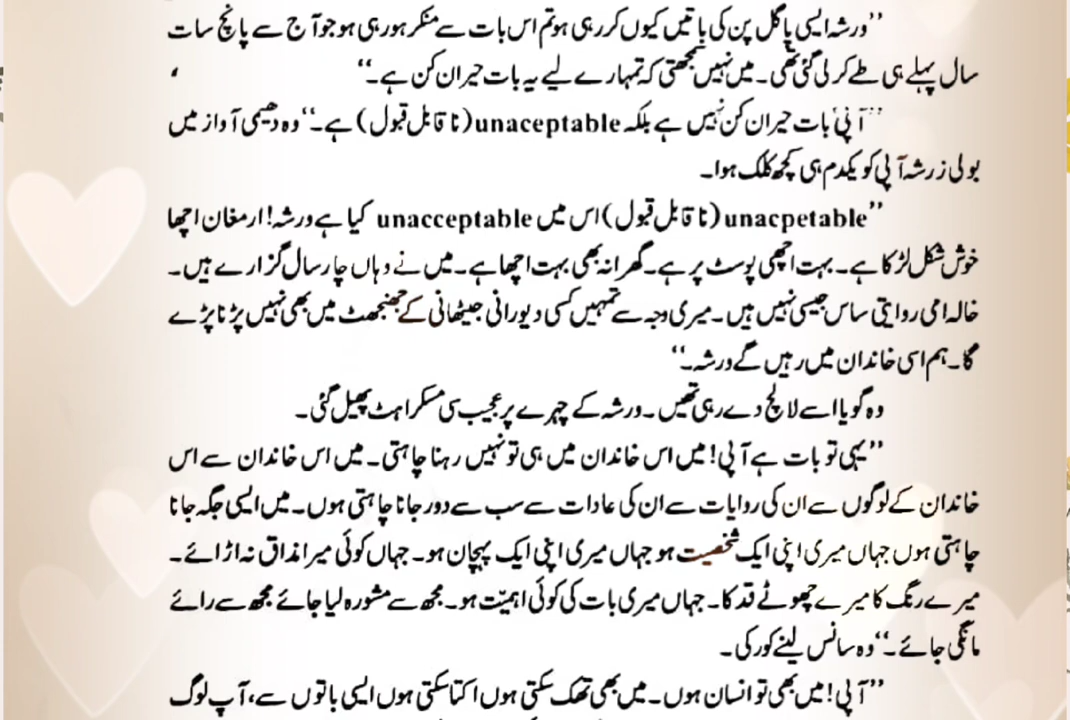 ’’ورشہ ایسی پاگل پن کی باتیں کیوں کر رہی ہو تم اس بات سے منکر ہو رہی ہو جو آج سے پانچ سات
سال پہلے ہی طے کر لی گئی تھی۔ میں نہیں سمجھتی کہ تمہارے لیے یہ بات حیران کن ہے۔‘‘
’’آپی بات حیران کن نہیں ہے بلکہ unaceptable (نا قابل قبول) ہے۔‘‘ وہ دھیمی آواز میں
بولی زرشہ آپی کو یکدم ہی کچھ کلک ہوا۔
’’unacpetable (نا قابل قبول) اس میں unacceptable کیا ہے ورشہ! ارمغان اچھا
خوش شکل لڑکا ہے۔ بہت اچھی پوسٹ پر ہے۔ گھرانہ بھی بہت اچھا ہے۔ میں نے وہاں چار سال گزارے ہیں۔
خالہ امی روایتی ساس جیسی نہیں ہیں۔ میری وجہ سے تمہیں کسی دیورانی جیٹھانی کے جھنجھٹ میں بھی نہیں پڑنا پڑے
گا۔ ہم اسی خاندان میں رہیں گے ورشہ۔‘‘
وہ گویا اسے لالچ دے رہی تھیں۔ ورشہ کے چہرے پر عجیب سی مسکراہٹ پھیل گئی۔
’’یہی تو بات ہے آپی! میں اس خاندان میں ہی تو نہیں رہنا چاہتی۔ میں اس خاندان سے اس
خاندان کے لوگوں سے ان کی روایات سے ان کی عادات سے سب سے دور جانا چاہتی ہوں۔ میں ایسی جگہ جانا
چاہتی ہوں جہاں میری اپنی ایک شخصیت ہو جہاں میری اپنی ایک پہچان ہو۔ جہاں کوئی میرا مذاق نہ اڑائے۔
میرے رنگ کا میرے چھوٹے قد کا۔ جہاں میری بات کی کوئی اہمیّت ہو۔ مجھ سے مشورہ لیا جائے مجھ سے رائے
مانگی جائے۔‘‘ وہ سانس لینے کو رکی۔
’’آپی! میں بھی تو انسان ہوں۔ میں بھی تھک سکتی ہوں اکتا سکتی ہوں ایسی باتوں سے، آپ لوگ